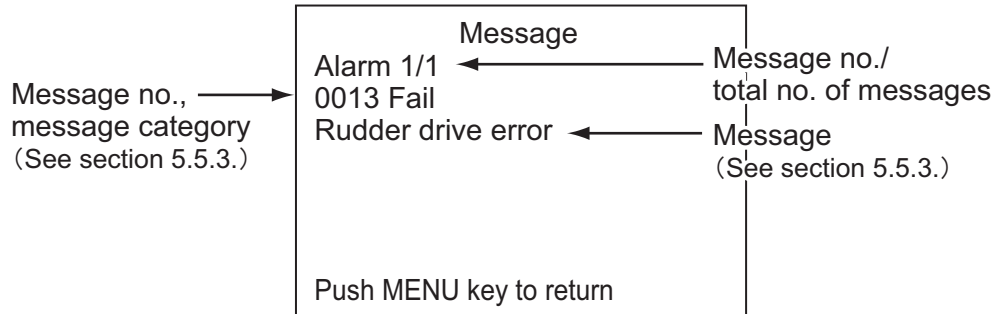 Message
Alarm 1/1
0013 Fail
Rudder drive error
Push MENU key to return
Message no.,
message category
(See section 5.5.3.)
Message no./
total no. of messages
Message
(See section 5.5.3.)